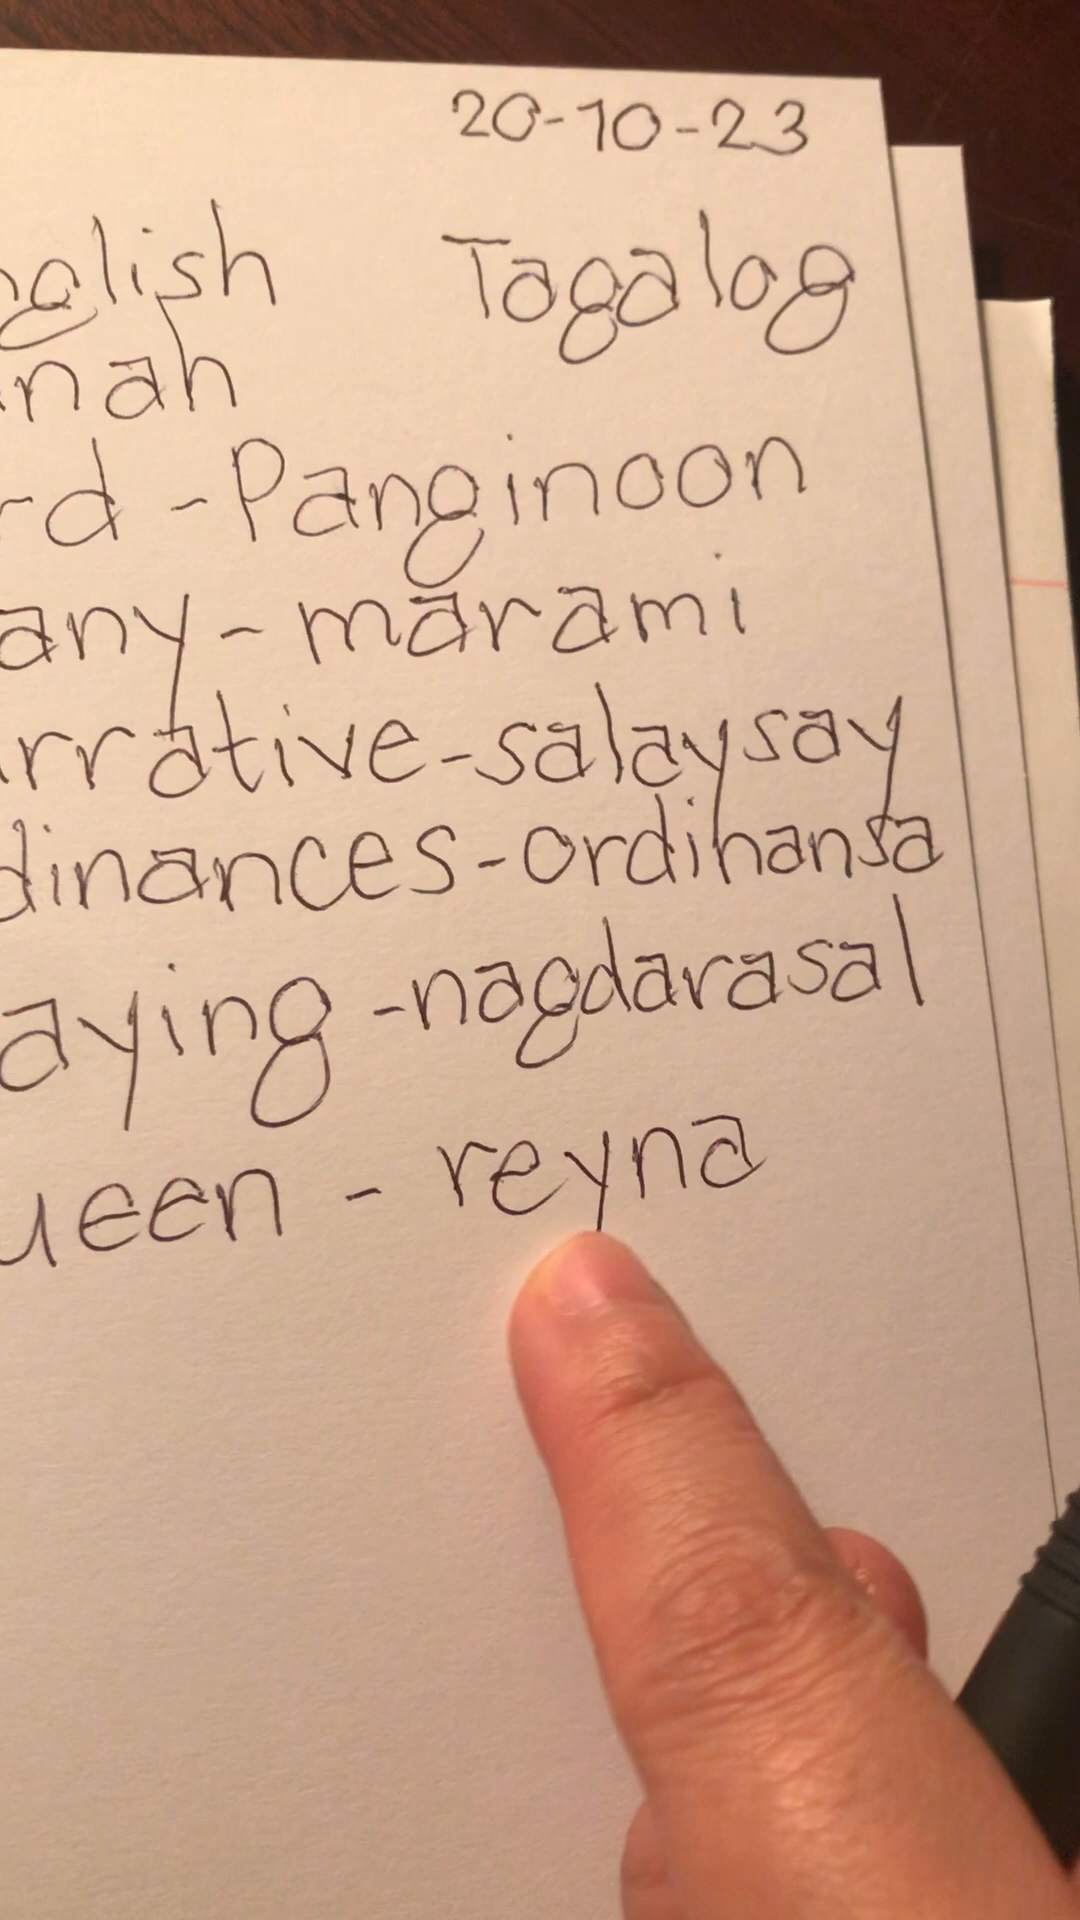 20-10-23
nglish Tagalog
nah
rd - Panginoon
any - marami
rrative - salaysay
dinances - ordinansa
aying - nagdarasal
ueen - reyna